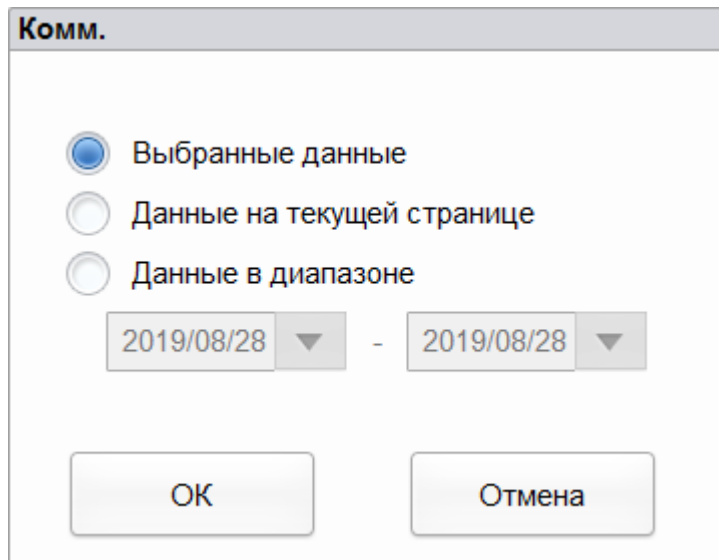 Комм.
Выбранные данные
Данные на текущей странице
Данные в диапазоне
2019/08/28 - 2019/08/28
ОК Отмена